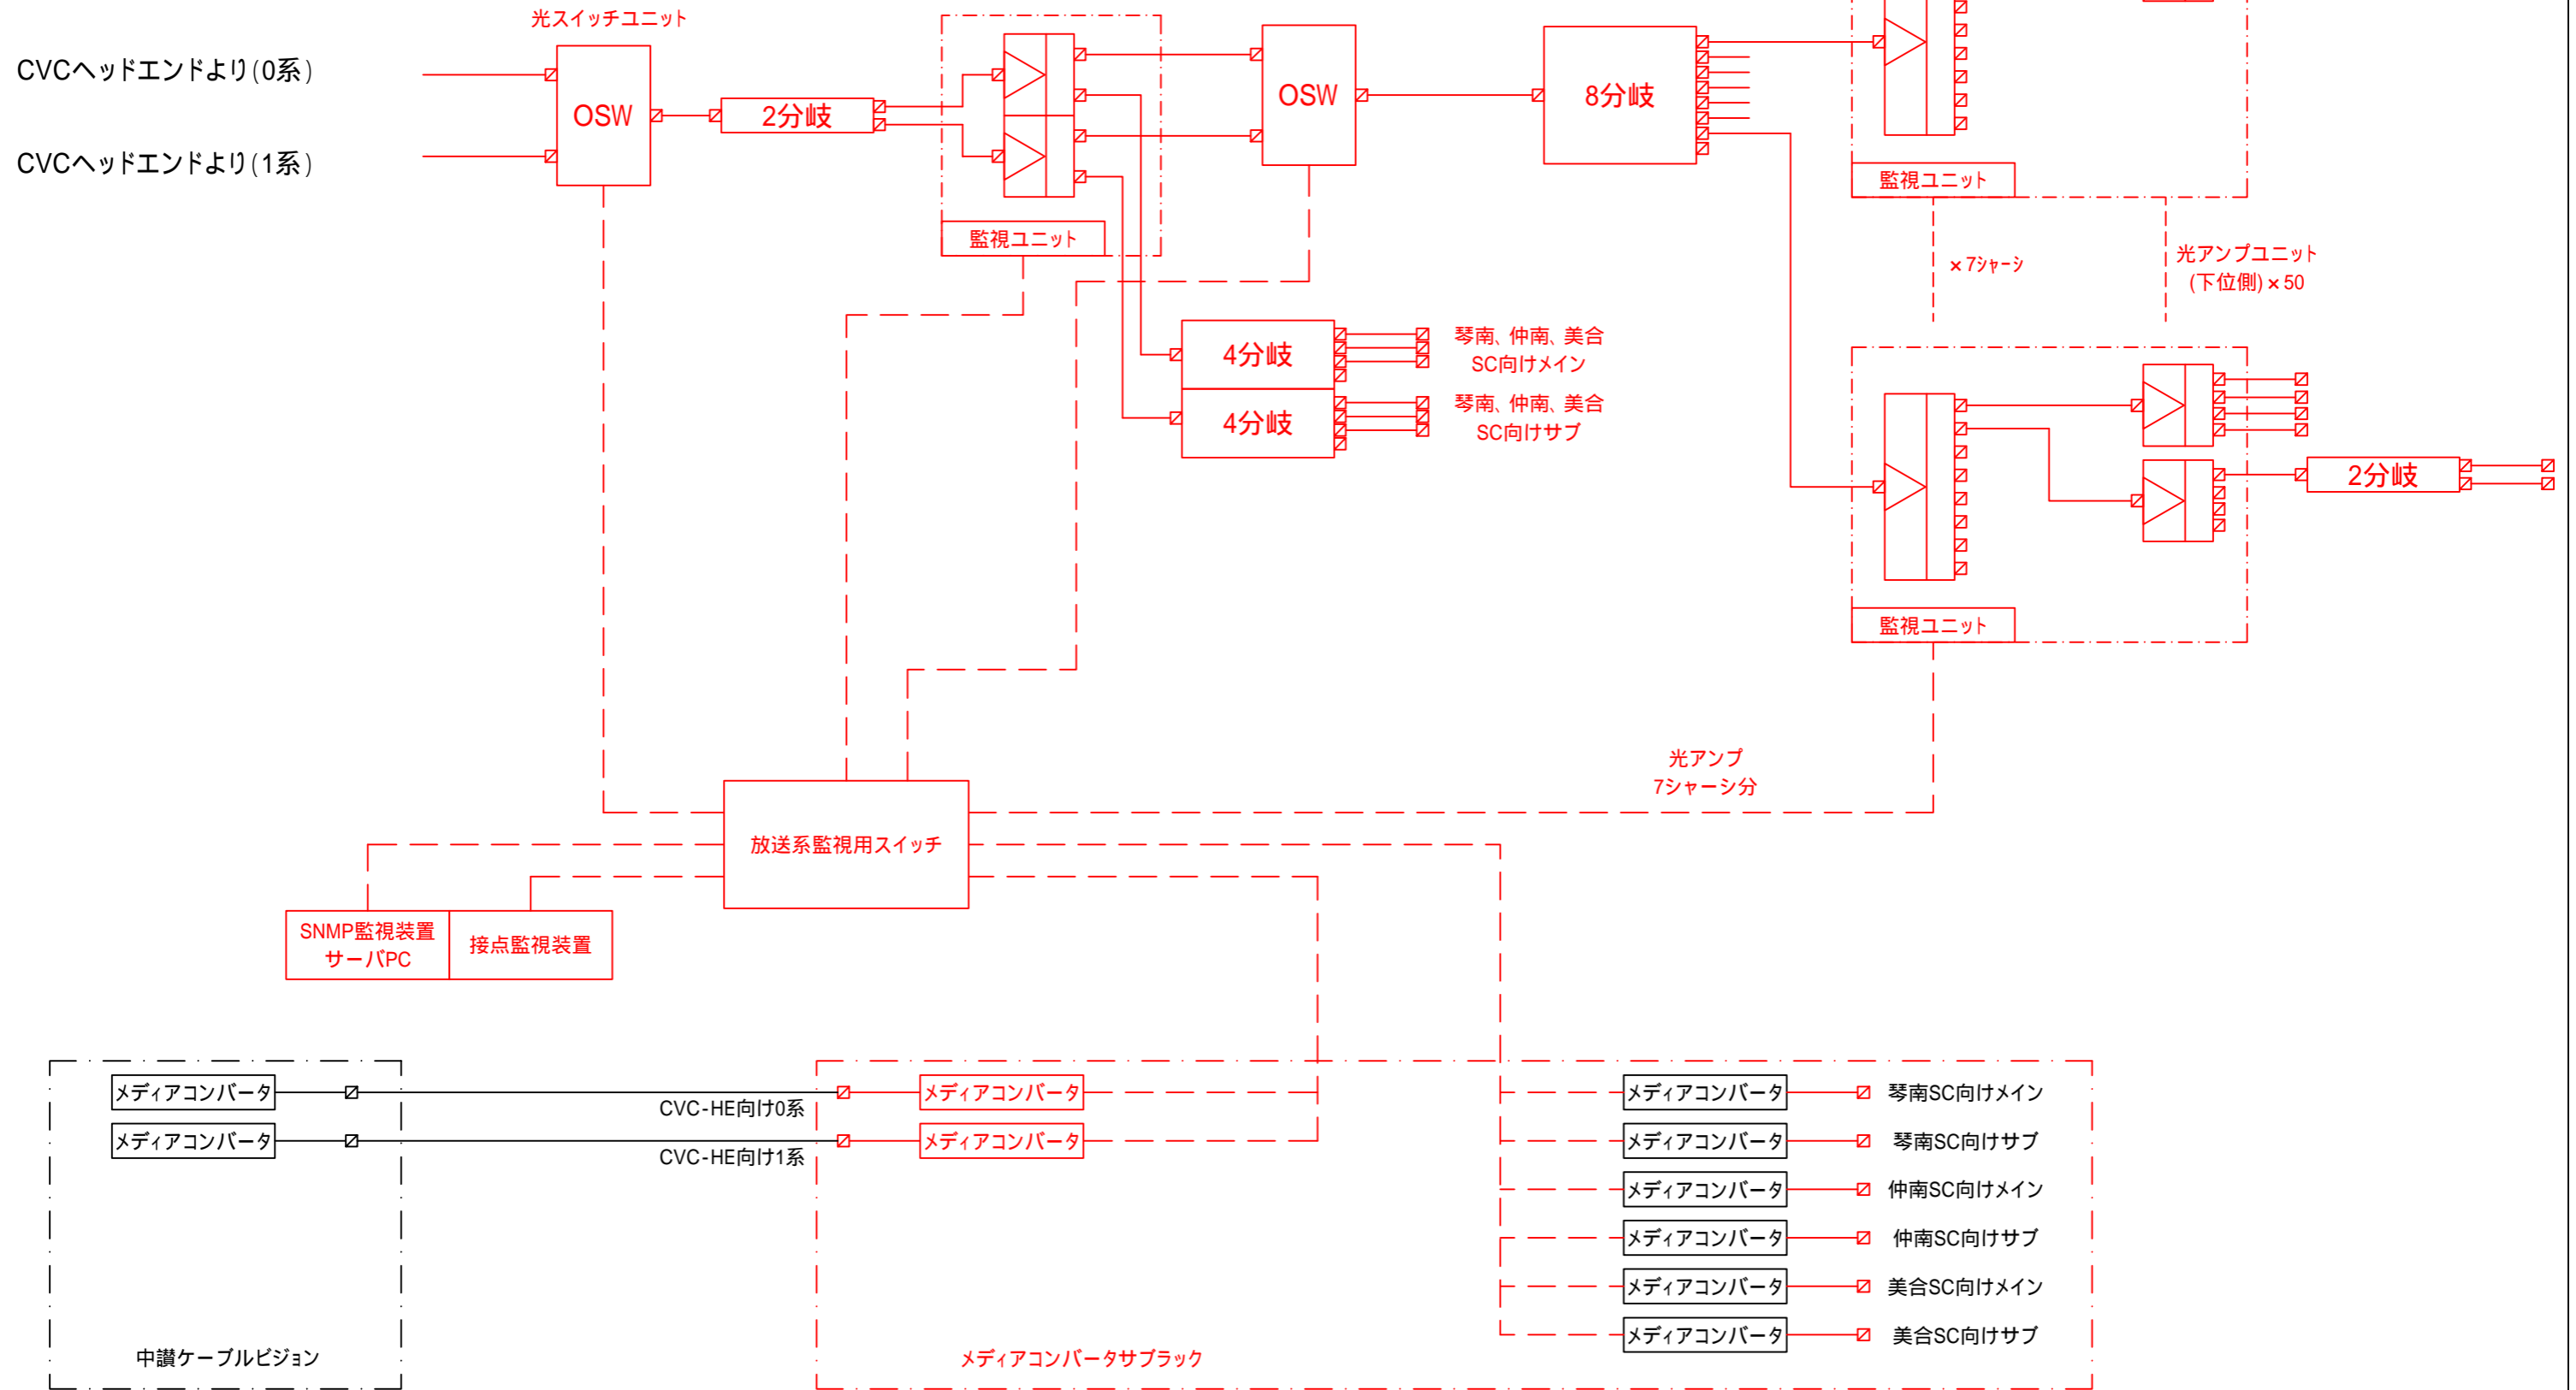 光スイッチユニット
CVCヘッドエンドより(0系)
CVCヘッドエンドより(1系)
OSW
2分岐
監視ユニット
OSW
8分岐
監視ユニット
×7シャーシ
光アンプユニット
(下位側)×50
4分岐
琴南、仲南、美合
SC向けメイン
4分岐
琴南、仲南、美合
SC向けサブ
2分岐
監視ユニット
光アンプ
7シャーシ分
放送系監視用スイッチ
SNMP監視装置
サーバPC
接点監視装置
メディアコンバータ
CVC-HE向け0系
メディアコンバータ
メディアコンバータ
琴南SC向けメイン
メディアコンバータ
CVC-HE向け1系
メディアコンバータ
メディアコンバータ
琴南SC向けサブ
メディアコンバータ
仲南SC向けメイン
メディアコンバータ
仲南SC向けサブ
メディアコンバータ
美合SC向けメイン
メディアコンバータ
美合SC向けサブ
中讃ケーブルビジョン
メディアコンバータサブラック